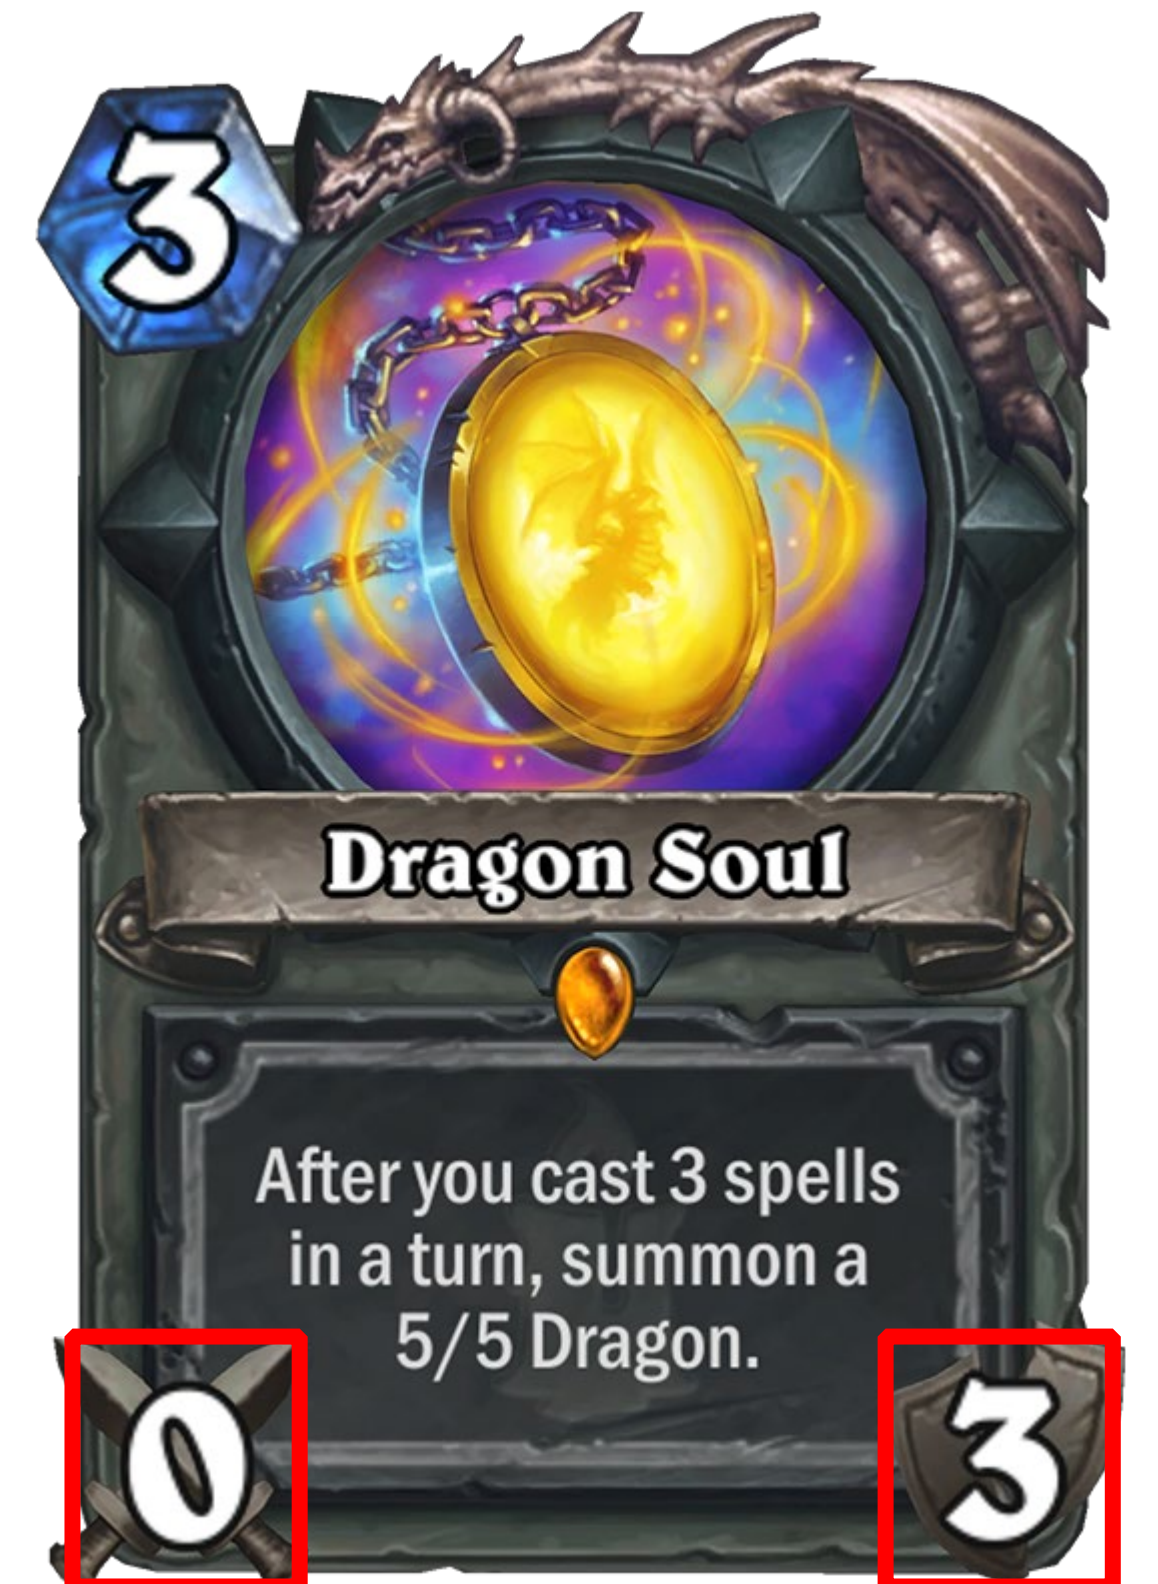 3
Dragon Soul
After you cast 3 spells
in a turn, summon a
5/5 Dragon.
0
3